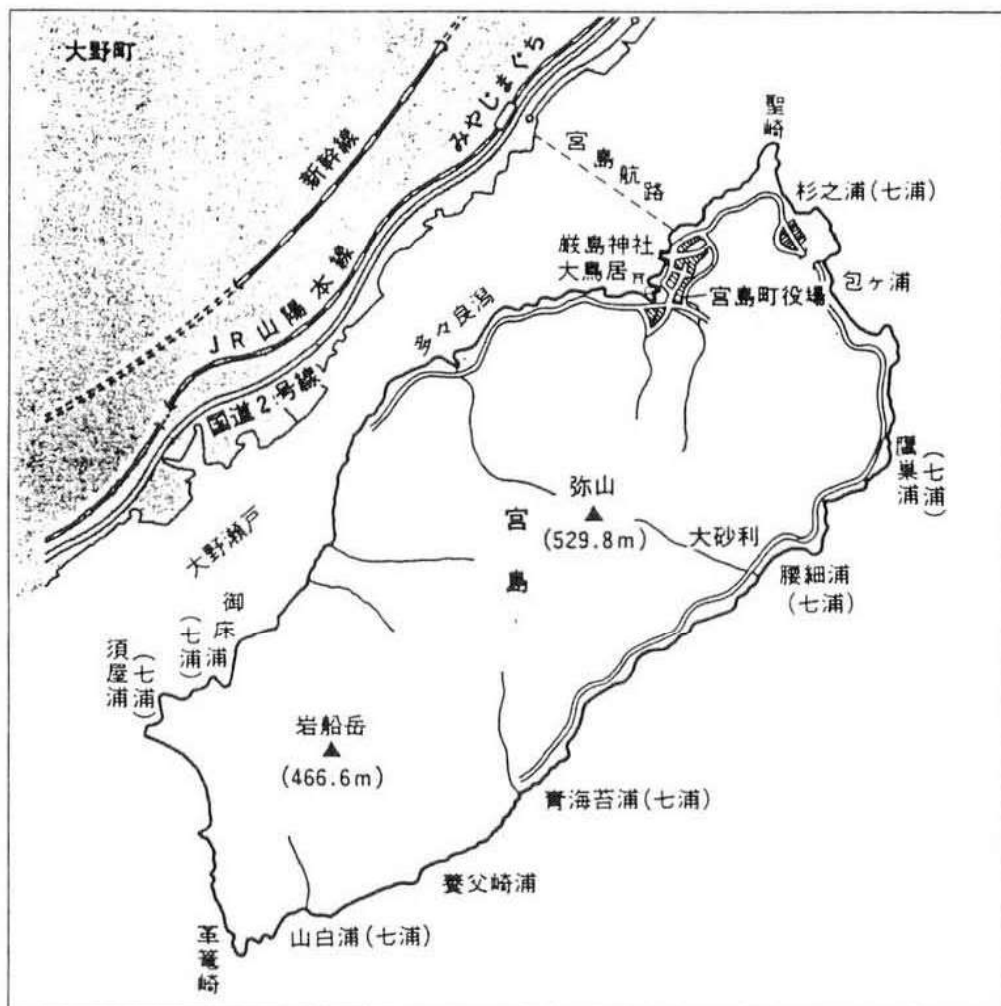 大野町
新幹線
みやじまぐち
JR山陽本線
国道2号線
宮島航路
聖崎
杉之浦(七浦)
厳島神社
大鳥居
宮島町役場
包ヶ浦
多々良潟
鷹巣浦
(七浦)
弥山
(529.8m)
大砂利
腰細浦
(七浦)
宮島
大野瀬戸
御床浦
(七浦)
須屋浦
(七浦)
岩船岳
(466.6m)
青海苔浦(七浦)
養父崎浦
山白浦(七浦)